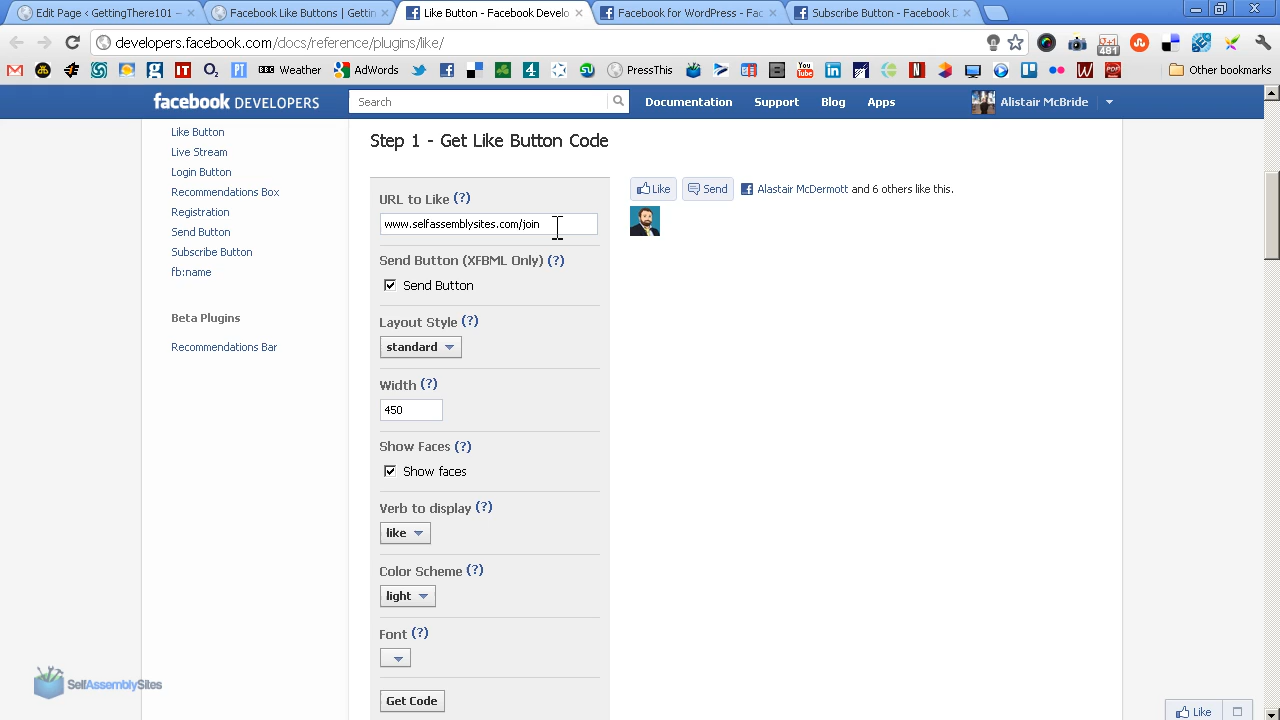 Edit Page ‹ GettingThere101 –
Facebook Like Buttons | Gettin
Like Button - Facebook Develo
Facebook for WordPress - Fac
Subscribe Button - Facebook D
developers.facebook.com/docs/reference/plugins/like/
481
BBC Weather
AdWords
PressThis
Other bookmarks
facebook DEVELOPERS
Search
Documentation
Support
Blog
Apps
Alistair McBride
Like Button
Live Stream
Login Button
Recommendations Box
Registration
Send Button
Subscribe Button
fb:name
Beta Plugins
Recommendations Bar
Step 1 - Get Like Button Code
URL to Like (?)
www.selfassemblysites.com/join
Send Button (XFBML Only) (?)
Send Button
Layout Style (?)
standard
Width (?)
450
Show Faces (?)
Show faces
Verb to display (?)
like
Color Scheme (?)
light
Font (?)
Get Code
Like
Send
Alastair McDermott and 6 others like this.
SelfAssemblySites
Like